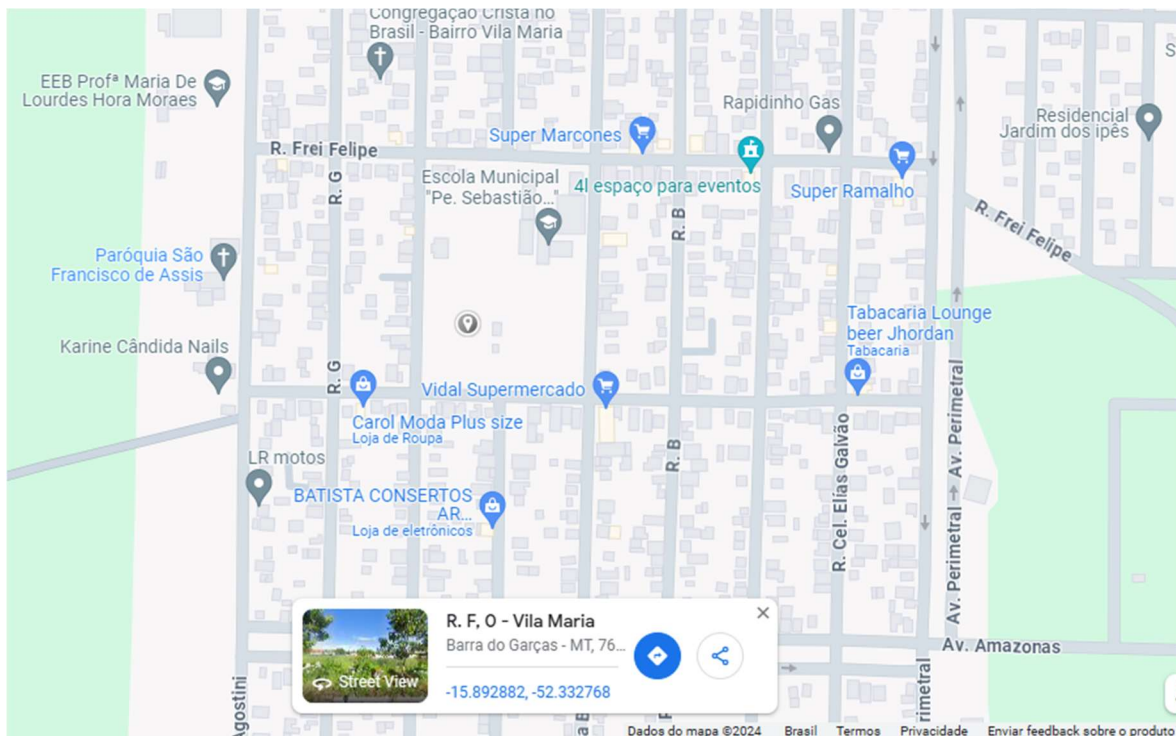 Congregação Cristã no
Brasil - Bairro Vila Maria
EEB Profª Maria De
Lourdes Hora Moraes
Rapidinho Gas
Residencial
Jardim dos ipês
S
Super Marcones
R. Frei Felipe
Escola Municipal
"Pe. Sebastião..."
4l espaço para eventos
Super Ramalho
R. G
R. B
R. Frei Felipe
Paróquia São
Francisco de Assis
Tabacaria Lounge
beer Jhordan
Tabacaria
Karine Cândida Nails
R. G
Vidal Supermercado
Carol Moda Plus size
Loja de Roupa
Av. Perimetral
LR motos
R. B
R. Cel. Elías Galvão
BATISTA CONSERTOS
AR...
Loja de eletrônicos
Av. Perimetral
R. F, 0 - Vila Maria
Barra do Garças - MT, 76...
Street View
-15.892882, -52.332768
Av. Amazonas
Agostini
rimetral
Dados do mapa ©2024 Brasil Termos Privacidade Enviar feedback sobre o produt